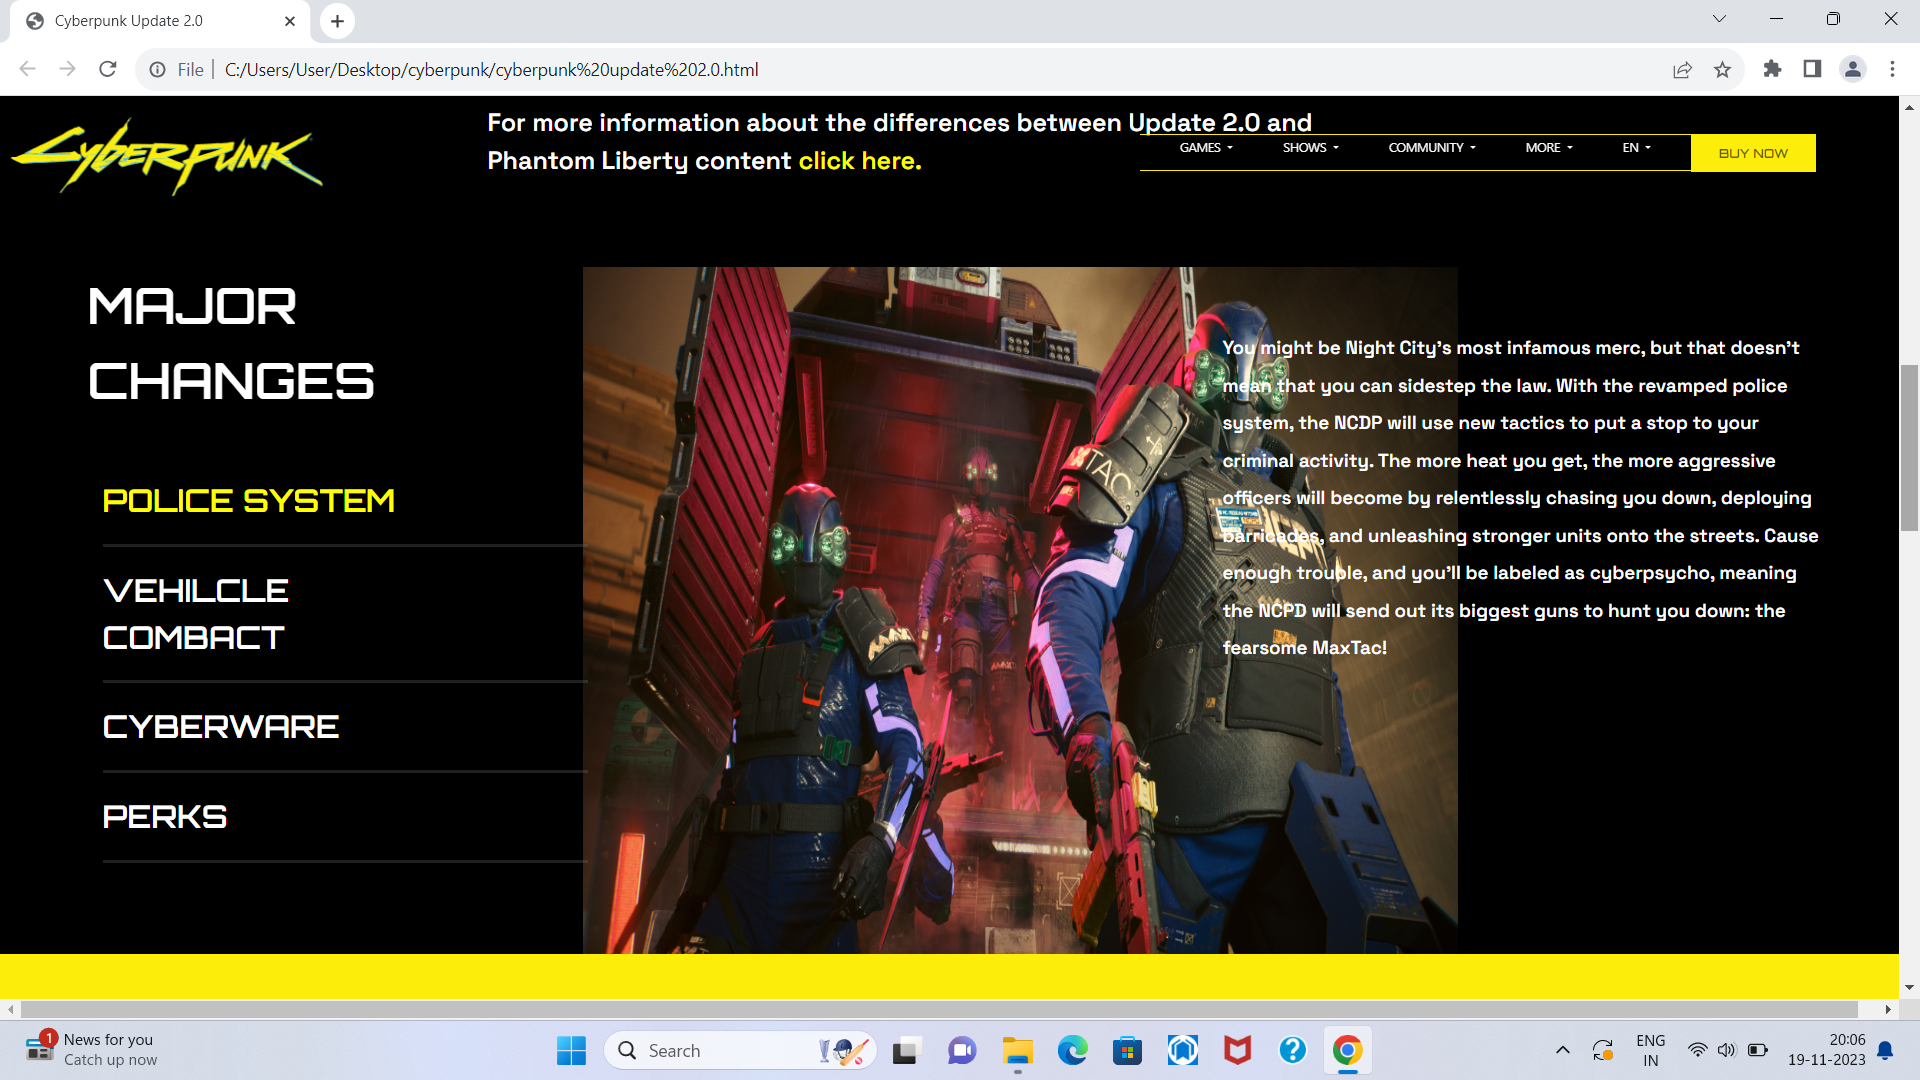 Cyberpunk Update 2.0
File
C:/Users/User/Desktop/cyberpunk/cyberpunk%20update%202.0.html
CYBERPUNK
For more information about the differences between Update 2.0 and
Phantom Liberty content click here.
GAMES
SHOWS
COMMUNITY
MORE
EN
BUY NOW
MAJOR
CHANGES
POLICE SYSTEM
VEHILCLE
COMBACT
CYBERWARE
PERKS
You might be Night City's most infamous merc, but that doesn't
mean that you can sidestep the law. With the revamped police
system, the NCDP will use new tactics to put a stop to your
criminal activity. The more heat you get, the more aggressive
officers will become by relentlessly chasing you down, deploying
barricades, and unleashing stronger units onto the streets. Cause
enough trouble, and you'll be labeled as cyberpsycho, meaning
the NCPD will send out its biggest guns to hunt you down: the
fearsome MaxTac!
1
News for you
Catch up now
Search
ENG
IN
20:06
19-11-2023